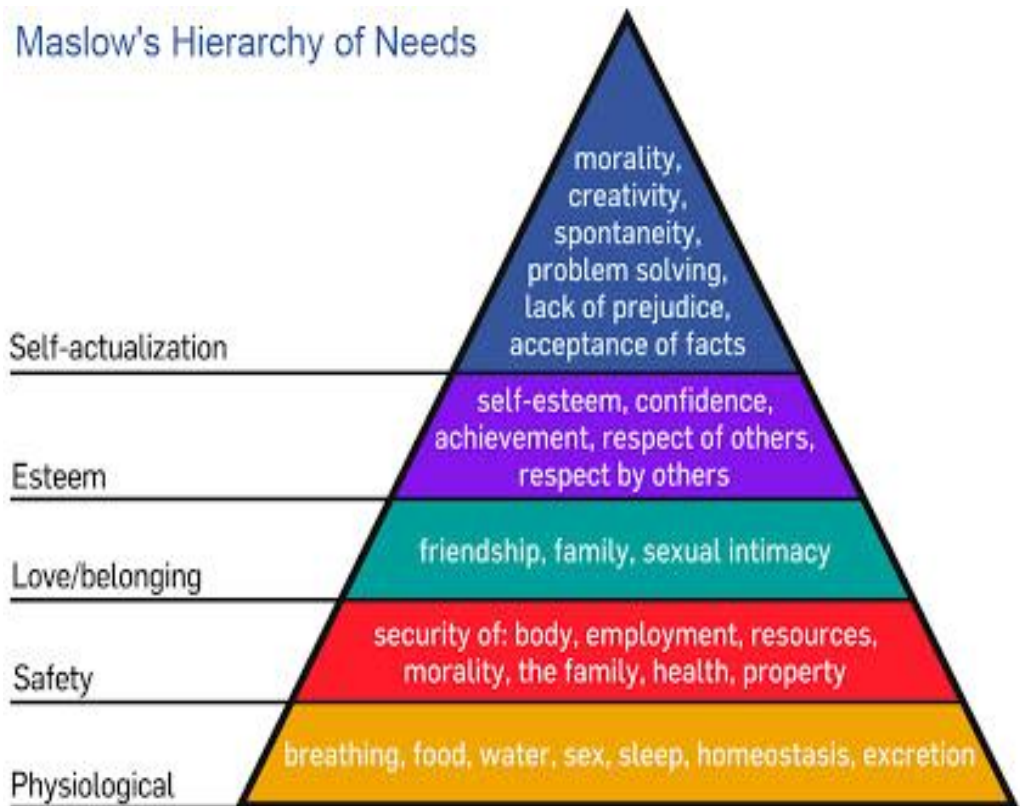 Maslow's Hierarchy of Needs
morality,
creativity,
spontaneity,
problem solving,
lack of prejudice,
acceptance of facts
Self-actualization
self-esteem, confidence,
achievement, respect of others,
respect by others
Esteem
friendship, family, sexual intimacy
Love/belonging
security of: body, employment, resources,
morality, the family, health, property
Safety
breathing, food, water, sex, sleep, homeostasis, excretion
Physiological